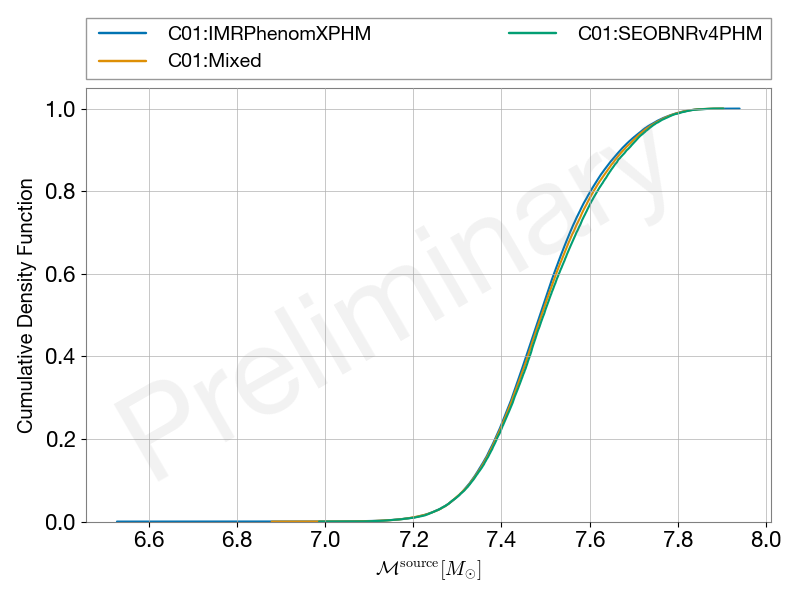 C01:IMRPhenomXPHM
C01:Mixed
C01:SEOBNRv4PHM
Preliminary
Cumulative Density Function
1.0
0.8
0.6
0.4
0.2
0.0
6.6 6.8 7.0 7.2 7.4 7.6 7.8 8.0
ℳ^source [M_⊙]